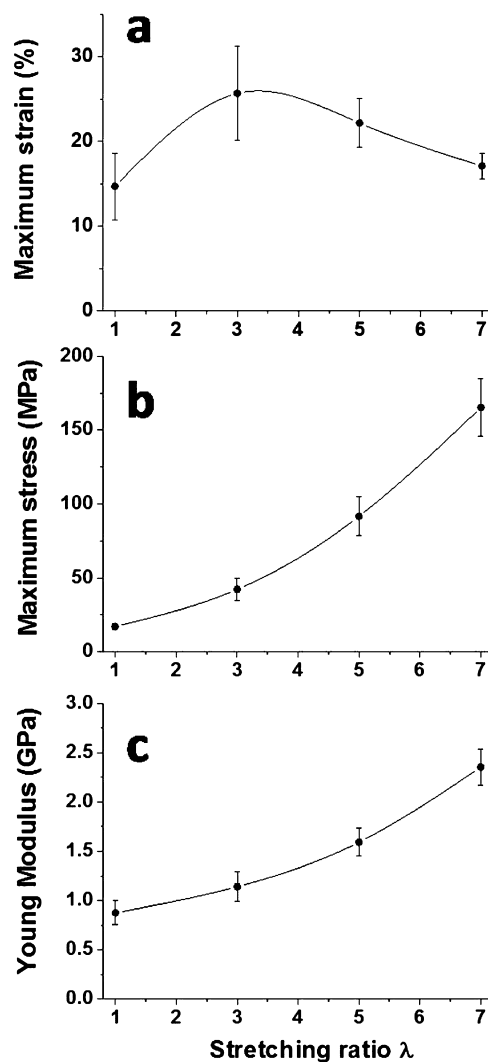 a
Maximum strain (%)
30
20
10
0
1 2 3 4 5 6 7
b
Maximum stress (MPa)
200
150
100
50
0
1 2 3 4 5 6 7
c
Young Modulus (GPa)
3.0
2.5
2.0
1.5
1.0
0.5
0.0
1 2 3 4 5 6 7
Stretching ratio λ